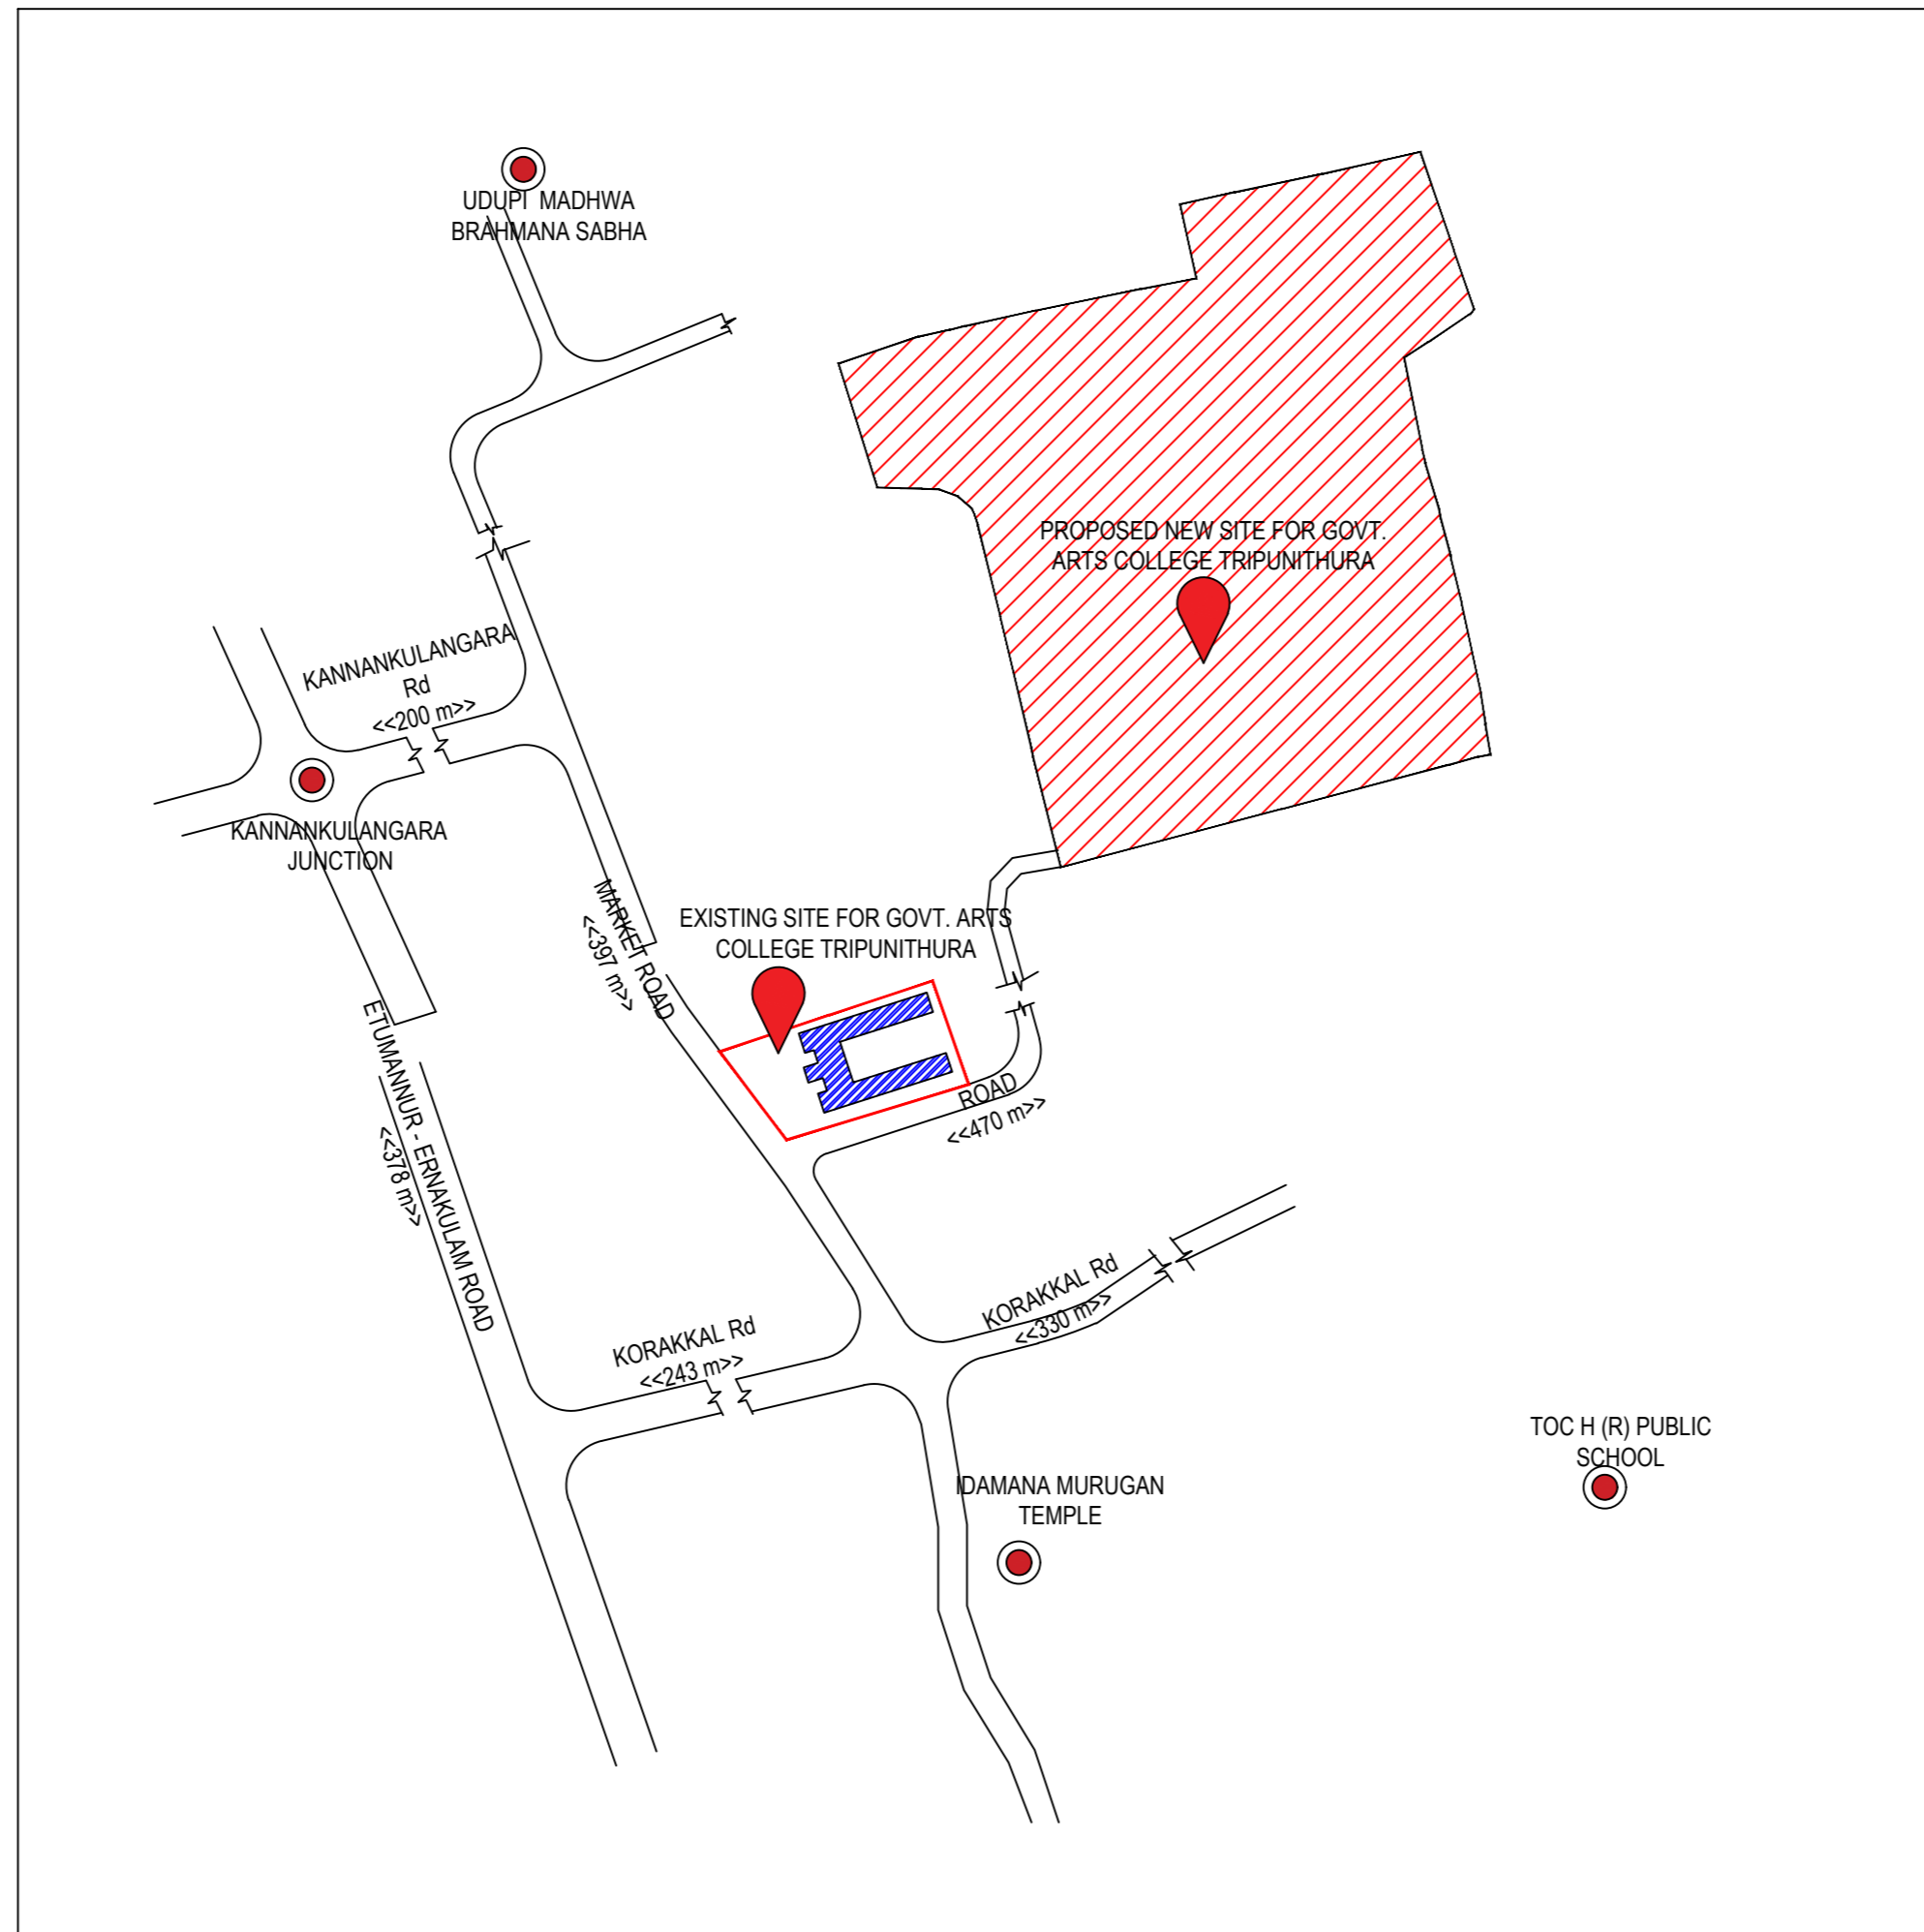 UDUPI MADHWA
BRAHMANA SABHA
PROPOSED NEW SITE FOR GOVT.
ARTS COLLEGE TRIPUNITHURA
KANNANKULANGARA
Rd
<<200 m>>
KANNANKULANGARA
JUNCTION
MARKET ROAD
<<397 m>>
EXISTING SITE FOR GOVT. ARTS
COLLEGE TRIPUNITHURA
ETUMANNUR - ERNAKULAM ROAD
<<378 m>>
ROAD
<<470 m>>
KORAKKAL Rd
<<330 m>>
KORAKKAL Rd
<<243 m>>
TOC H (R) PUBLIC
SCHOOL
IDAMANA MURUGAN
TEMPLE